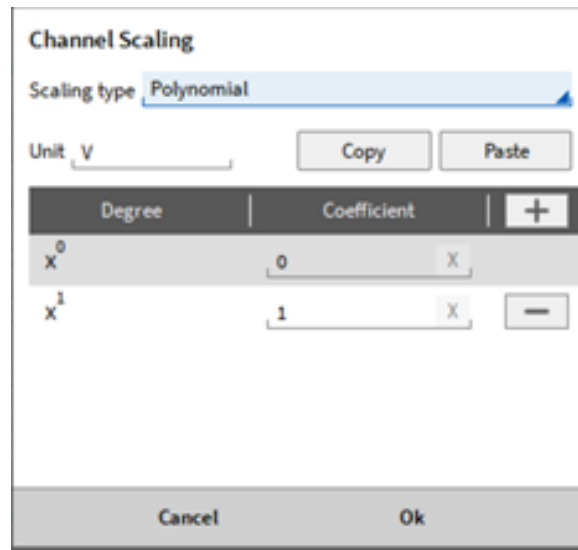 Channel Scaling
Scaling type Polynomial
Unit V Copy Paste
Degree Coefficient +
x⁰ 0 X
x¹ 1 X −
Cancel Ok